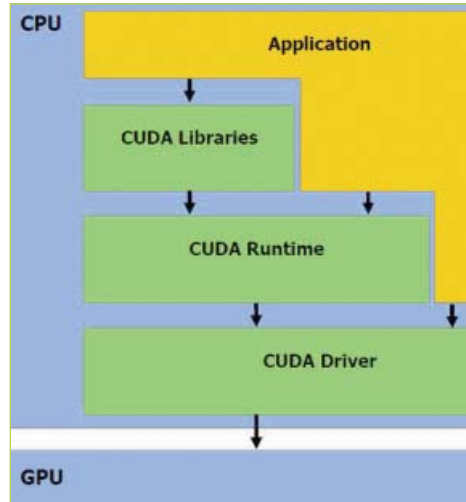 CPU
Application
CUDA Libraries
CUDA Runtime
CUDA Driver
GPU